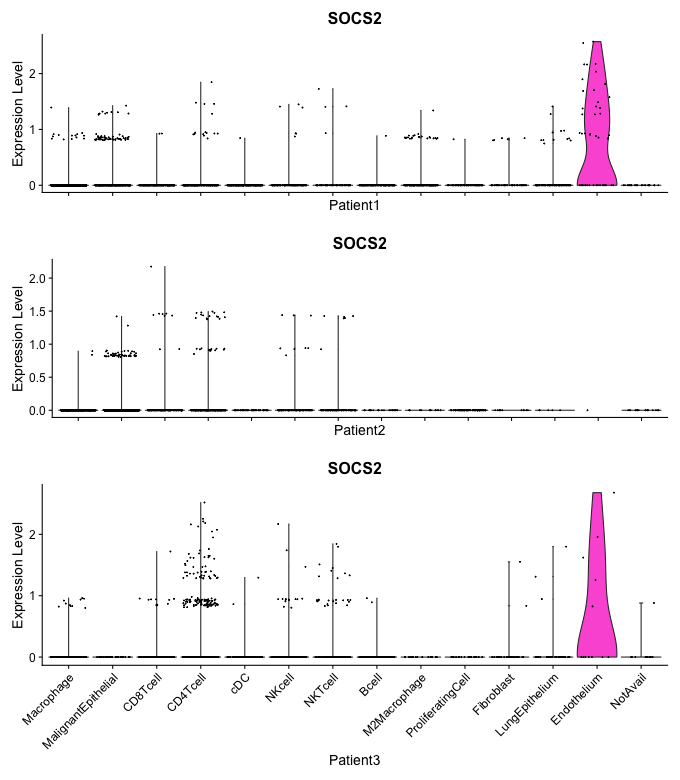 SOCS2
Expression Level
2
1
0
Patient1
SOCS2
Expression Level
2.0
1.5
1.0
0.5
0.0
Patient2
SOCS2
Expression Level
2
1
0
Macrophage
MalignantEpithelial
CD8Tcell
CD4Tcell
cDC
NKcell
NKTcell
Bcell
M2Macrophage
ProliferatingCell
Fibroblast
LungEpithelium
Endothelium
NotAvail
Patient3